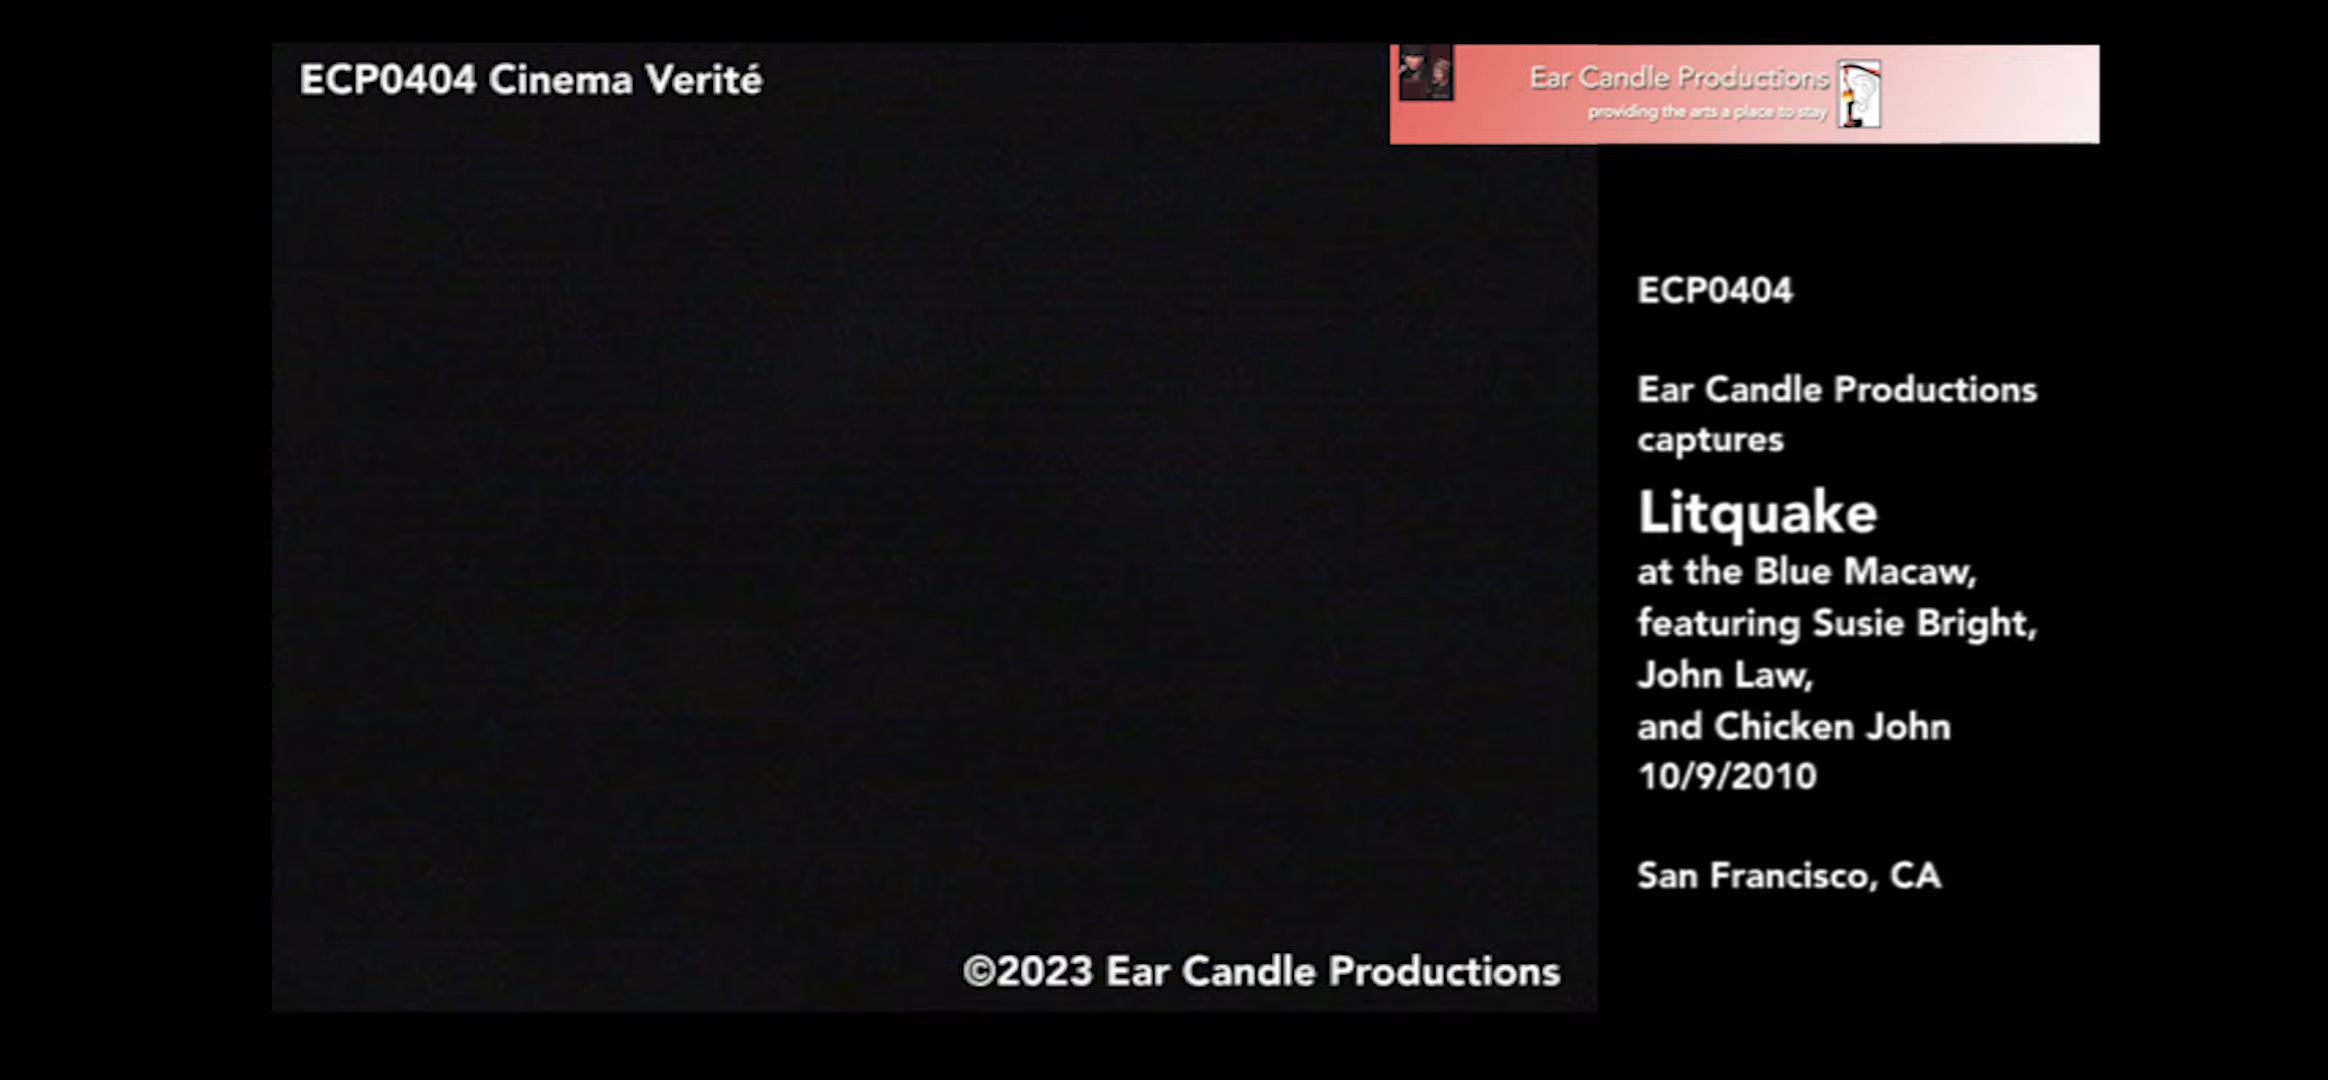 ECP0404 Cinema Verité
Ear Candle Productions
providing the arts a place to stay
ECP0404
Ear Candle Productions
captures
Litquake
at the Blue Macaw,
featuring Susie Bright,
John Law,
and Chicken John
10/9/2010
San Francisco, CA
©2023 Ear Candle Productions